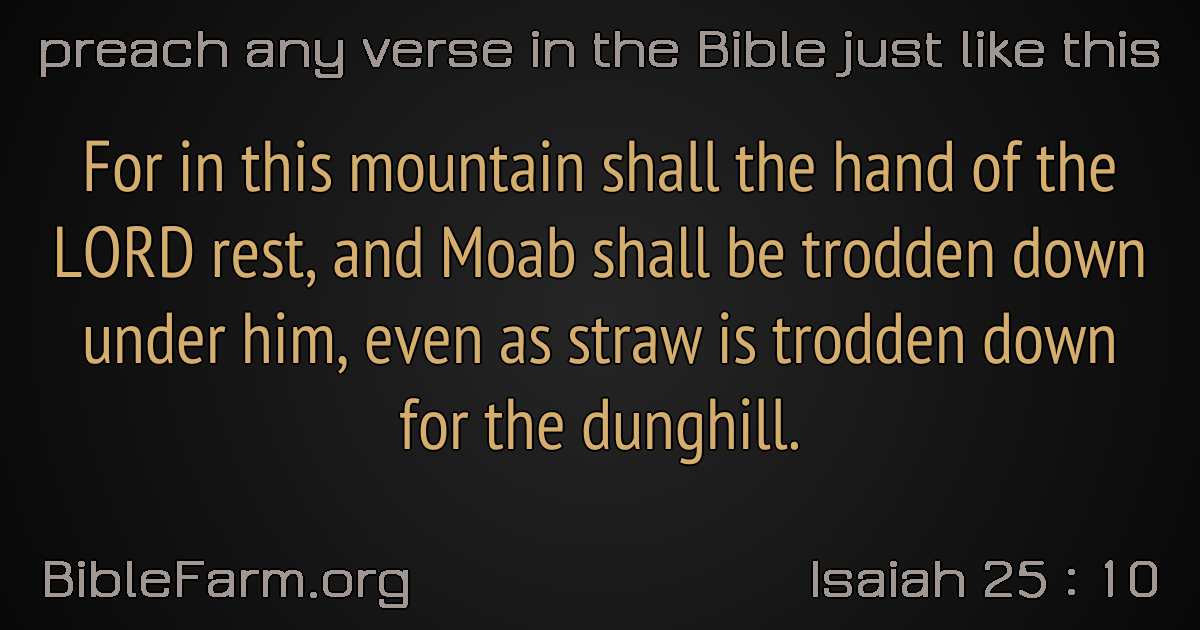 preach any verse in the Bible just like this
For in this mountain shall the hand of the
LORD rest, and Moab shall be trodden down
under him, even as straw is trodden down
for the dunghill.
BibleFarm.org
Isaiah 25 : 10